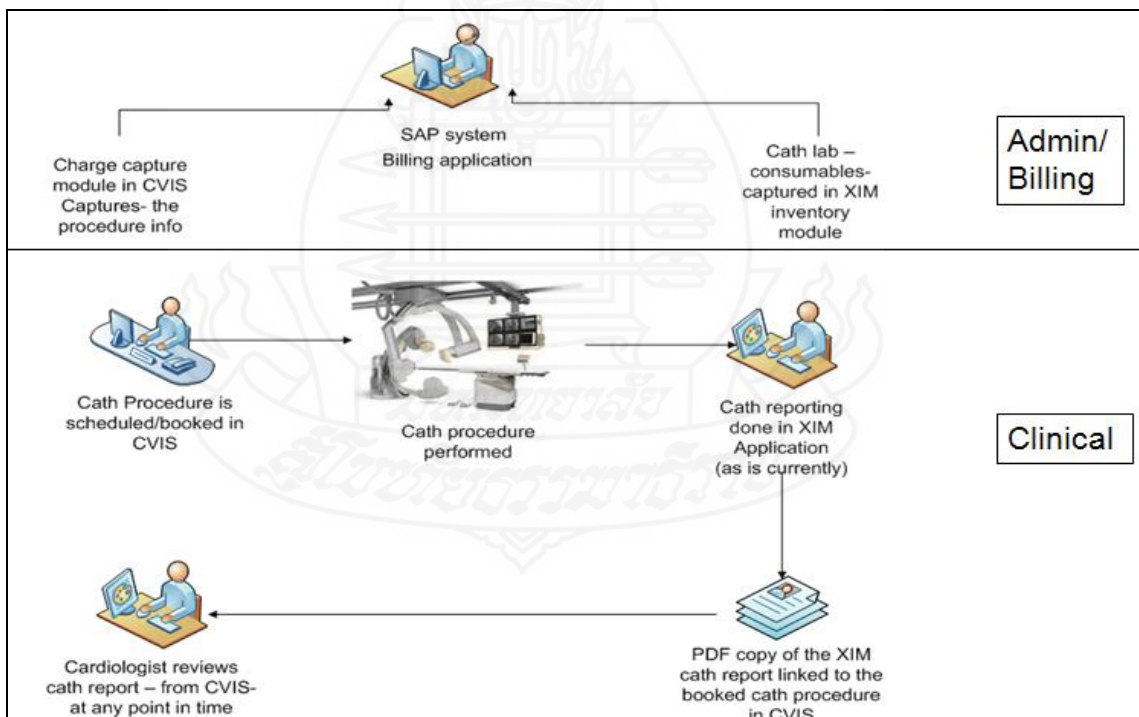 SAP system
Billing application
Charge capture
module in CVIS
Captures- the
procedure info
Cath lab –
consumables-
captured in XIM
inventory
module
Admin/
Billing
Cath Procedure is
scheduled/booked in
CVIS
Cath procedure
performed
Cath reporting
done in XIM
Application
(as is currently)
Clinical
Cardiologist reviews
cath report – from CVIS-
at any point in time
PDF copy of the XIM
cath report linked to the
booked cath procedure
in CVIS